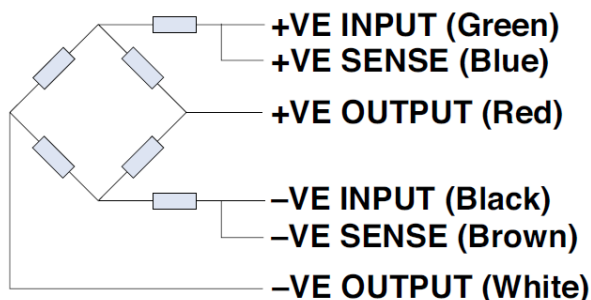 +VE INPUT (Green)
+VE SENSE (Blue)
+VE OUTPUT (Red)
–VE INPUT (Black)
–VE SENSE (Brown)
–VE OUTPUT (White)